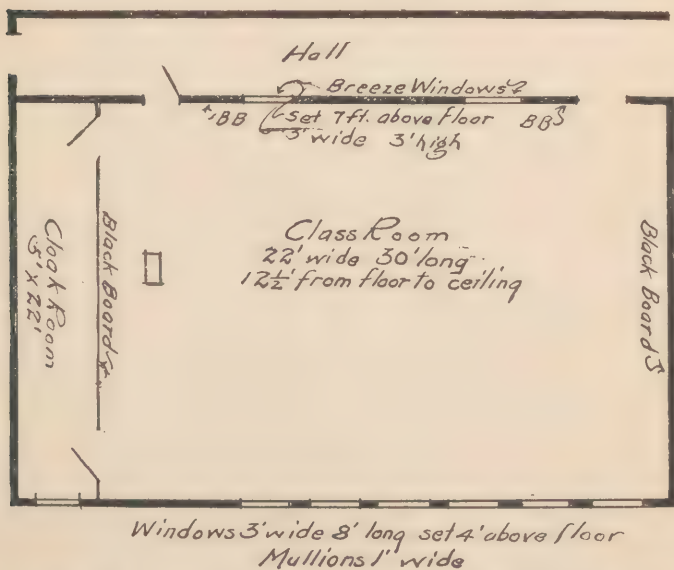 Hall
Breeze Windows
BB set 7 ft. above floor BB
3' wide 3' high
Class Room
22' wide 30' long
12½' from floor to ceiling
Cloak Room
5' X 22'
Black Board
Black Board
Windows 3' wide 8' long set 4' above floor
Mullions 1' wide